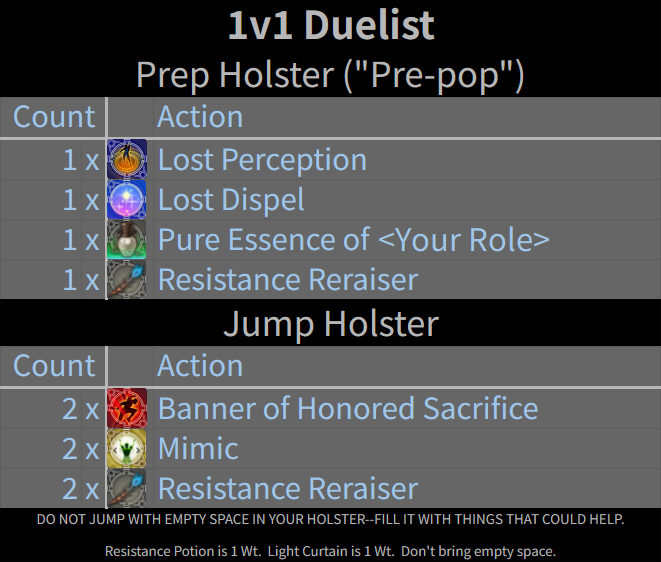 1v1 Duelist
Prep Holster ("Pre-pop")
Count Action
1 x Lost Perception
1 x Lost Dispel
1 x Pure Essence of <Your Role>
1 x Resistance Reraiser
Jump Holster
Count Action
2 x Banner of Honored Sacrifice
2 x Mimic
2 x Resistance Reraiser
DO NOT JUMP WITH EMPTY SPACE IN YOUR HOLSTER--FILL IT WITH THINGS THAT COULD HELP.
Resistance Potion is 1 Wt. Light Curtain is 1 Wt. Don't bring empty space.